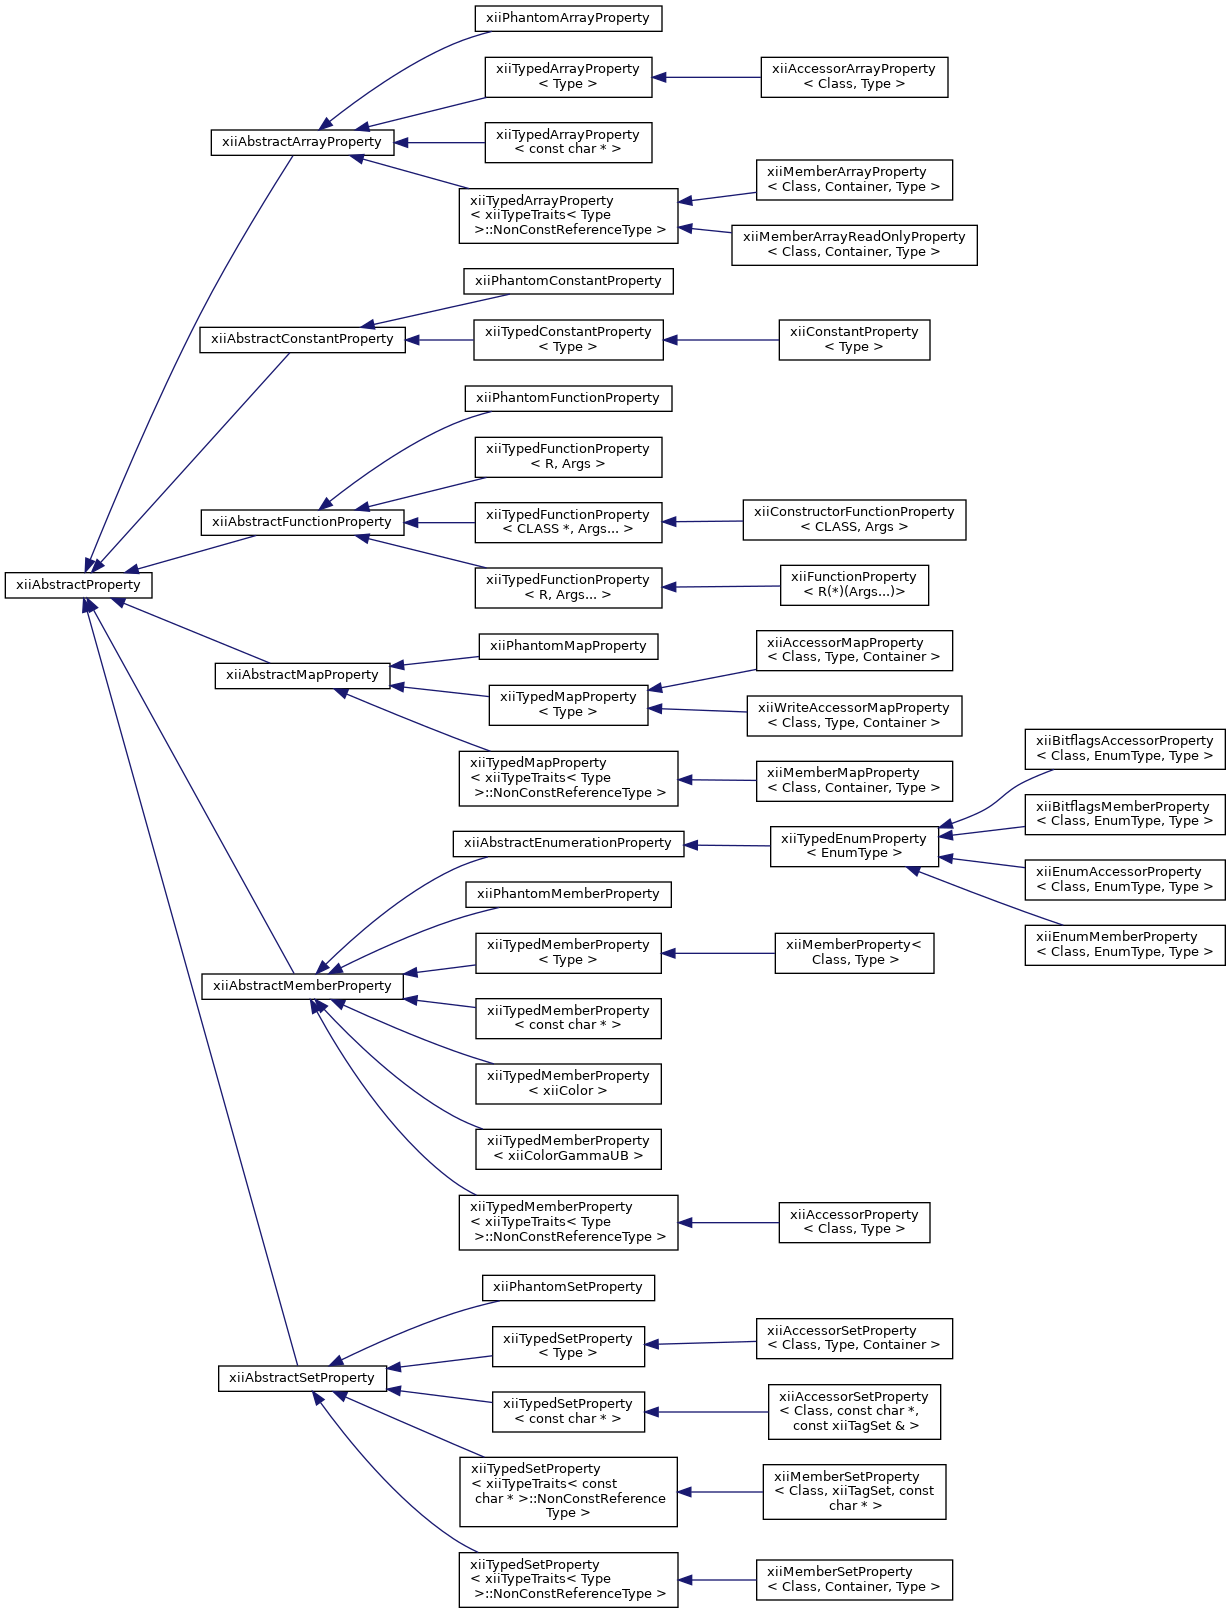 xiiPhantomArrayProperty
xiiTypedArrayProperty
< Type >
xiiAccessorArrayProperty
< Class, Type >
xiiAbstractArrayProperty
xiiTypedArrayProperty
< const char * >
xiiMemberArrayProperty
< Class, Container, Type >
xiiTypedArrayProperty
< xiiTypeTraits< Type
>::NonConstReferenceType >
xiiMemberArrayReadOnlyProperty
< Class, Container, Type >
xiiPhantomConstantProperty
xiiAbstractConstantProperty
xiiTypedConstantProperty
< Type >
xiiConstantProperty
< Type >
xiiPhantomFunctionProperty
xiiTypedFunctionProperty
< R, Args >
xiiAbstractFunctionProperty
xiiTypedFunctionProperty
< CLASS *, Args... >
xiiConstructorFunctionProperty
< CLASS, Args >
xiiAbstractProperty
xiiTypedFunctionProperty
< R, Args... >
xiiFunctionProperty
< R(*)(Args...)>
xiiPhantomMapProperty
xiiAccessorMapProperty
< Class, Type, Container >
xiiAbstractMapProperty
xiiTypedMapProperty
< Type >
xiiWriteAccessorMapProperty
< Class, Type, Container >
xiiTypedMapProperty
< xiiTypeTraits< Type
>::NonConstReferenceType >
xiiMemberMapProperty
< Class, Container, Type >
xiiBitflagsAccessorProperty
< Class, EnumType, Type >
xiiBitflagsMemberProperty
< Class, EnumType, Type >
xiiAbstractEnumerationProperty
xiiTypedEnumProperty
< EnumType >
xiiEnumAccessorProperty
< Class, EnumType, Type >
xiiPhantomMemberProperty
xiiEnumMemberProperty
< Class, EnumType, Type >
xiiTypedMemberProperty
< Type >
xiiMemberProperty<
Class, Type >
xiiAbstractMemberProperty
xiiTypedMemberProperty
< const char * >
xiiTypedMemberProperty
< xiiColor >
xiiTypedMemberProperty
< xiiColorGammaUB >
xiiTypedMemberProperty
< xiiTypeTraits< Type
>::NonConstReferenceType >
xiiAccessorProperty
< Class, Type >
xiiPhantomSetProperty
xiiTypedSetProperty
< Type >
xiiAccessorSetProperty
< Class, Type, Container >
xiiAbstractSetProperty
xiiTypedSetProperty
< const char * >
xiiAccessorSetProperty
< Class, const char *,
const xiiTagSet & >
xiiTypedSetProperty
< xiiTypeTraits< const
char * >::NonConstReference
Type >
xiiMemberSetProperty
< Class, xiiTagSet, const
char * >
xiiTypedSetProperty
< xiiTypeTraits< Type
>::NonConstReferenceType >
xiiMemberSetProperty
< Class, Container, Type >